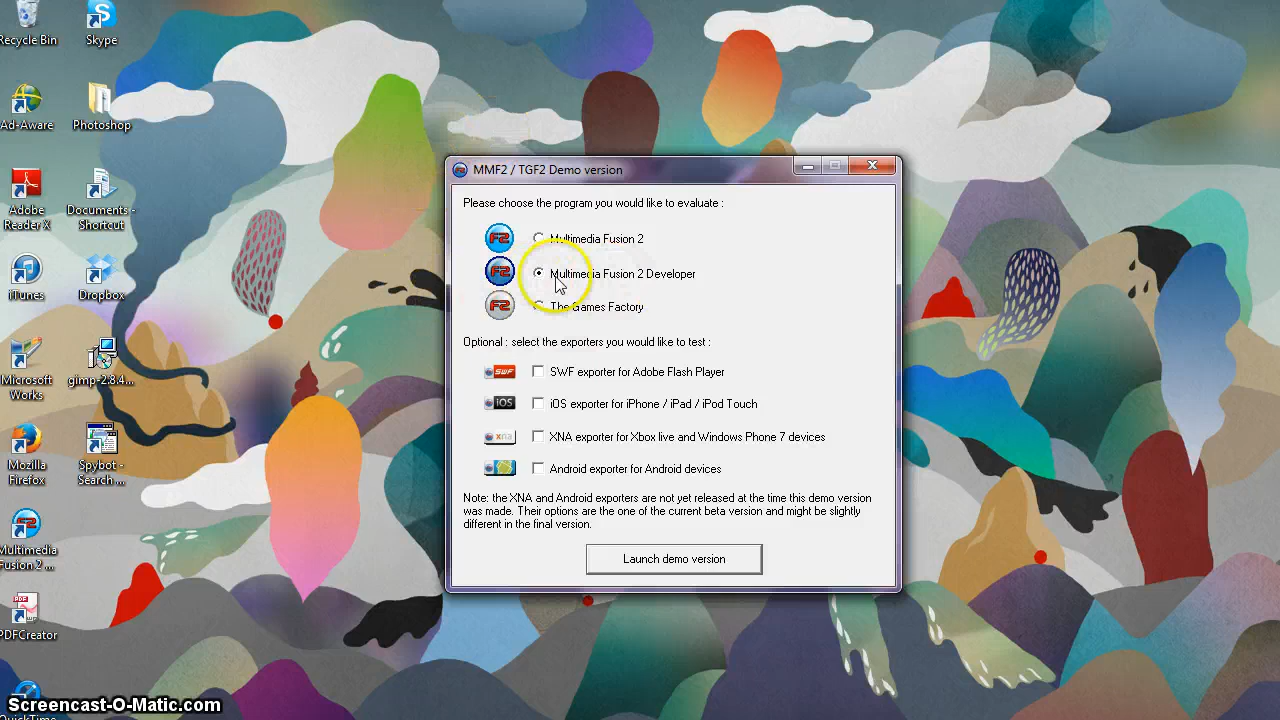 Recycle Bin
Skype
Ad-Aware
Photoshop
Adobe
Reader X
Documents -
Shortcut
iTunes
Dropbox
Microsoft
Works
gimp-2.8.4...
Mozilla
Firefox
Spybot -
Search ...
Multimedia
Fusion 2 ...
PDFCreator
QuickTime
MMF2 / TGF2 Demo version
Please choose the program you would like to evaluate :
F2
Multimedia Fusion 2
F2
Multimedia Fusion 2 Developer
F2
The Games Factory
Optional : select the exporters you would like to test :
SWF
SWF exporter for Adobe Flash Player
iOS
iOS exporter for iPhone / iPad / iPod Touch
xna
XNA exporter for Xbox live and Windows Phone 7 devices
Android exporter for Android devices
Note: the XNA and Android exporters are not yet released at the time this demo version
was made. Their options are the one of the current beta version and might be slightly
different in the final version.
Launch demo version
Screencast-O-Matic.com